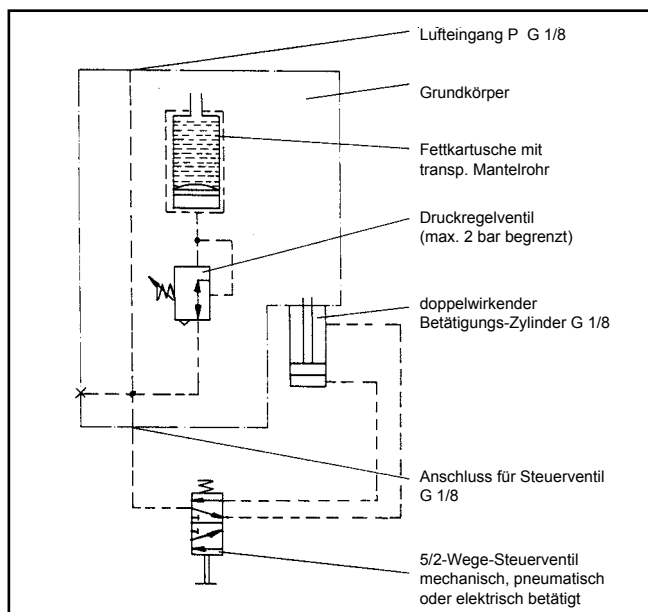 Lufteingang P  G 1/8
Grundkörper
Fettkartusche mit
transp. Mantelrohr
Druckregelventil
(max. 2 bar begrenzt)
doppelwirkender
Betätigungs-Zylinder G 1/8
Anschluss für Steuerventil
G 1/8
5/2-Wege-Steuerventil
mechanisch, pneumatisch
oder elektrisch betätigt